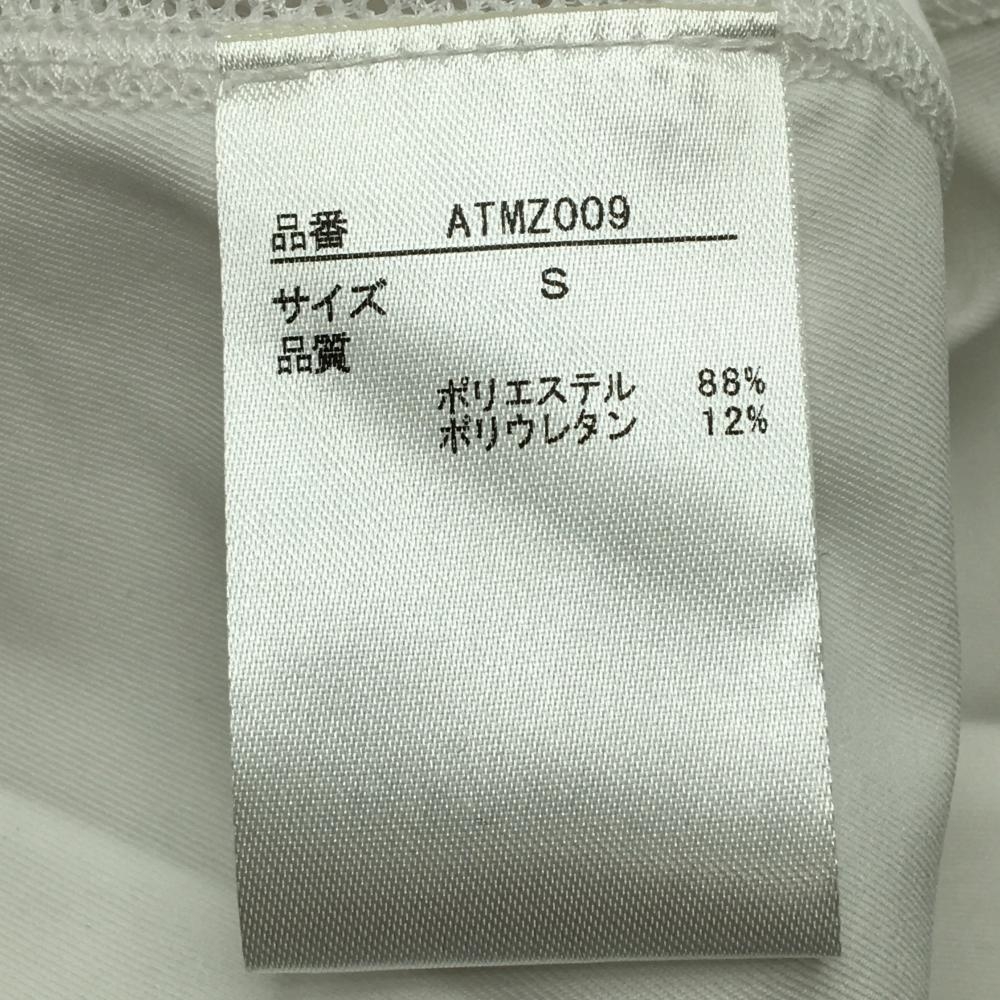 品番 ATMZ009
サイズ S
品質
ポリエステル 88%
ポリウレタン 12%